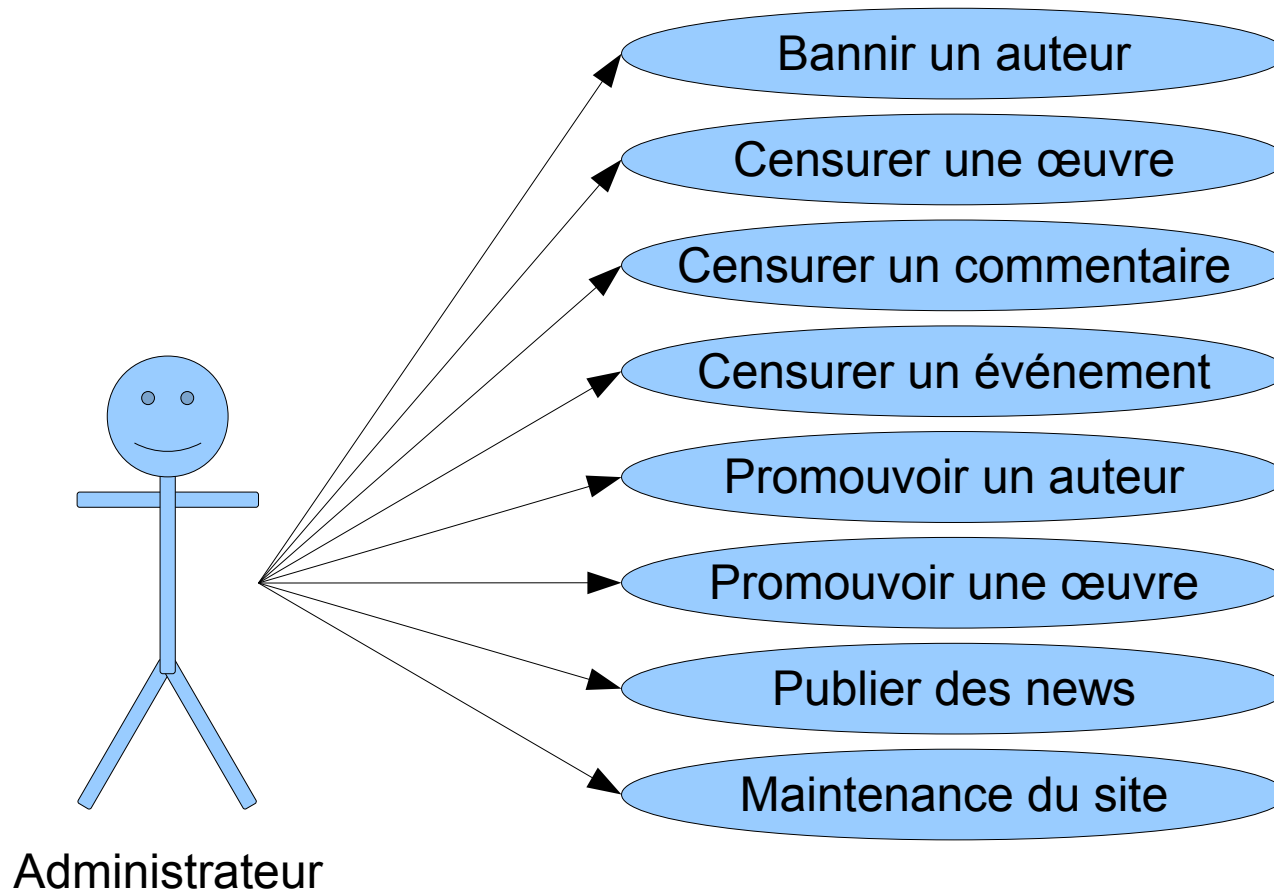 Bannir un auteur
Censurer une œuvre
Censurer un commentaire
Censurer un événement
Promouvoir un auteur
Promouvoir une œuvre
Publier des news
Maintenance du site
Administrateur